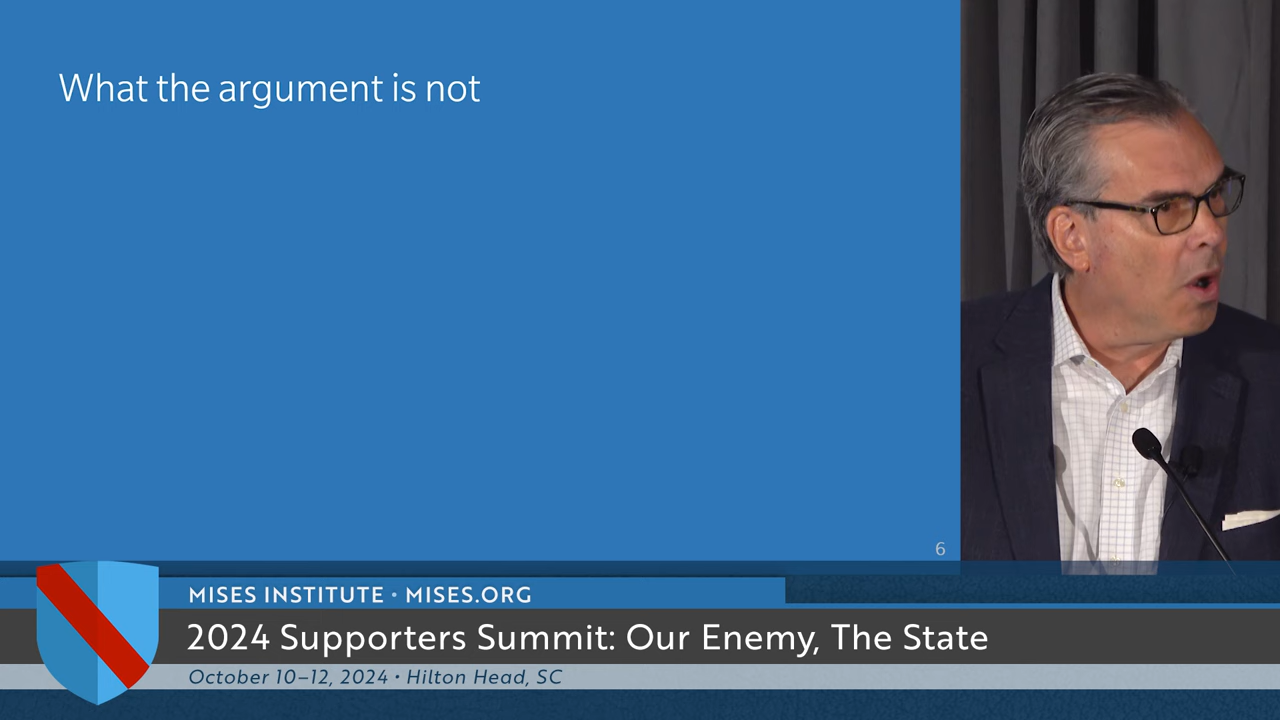 What the argument is not
6
MISES INSTITUTE • MISES.ORG
2024 Supporters Summit: Our Enemy, The State
October 10–12, 2024 • Hilton Head, SC